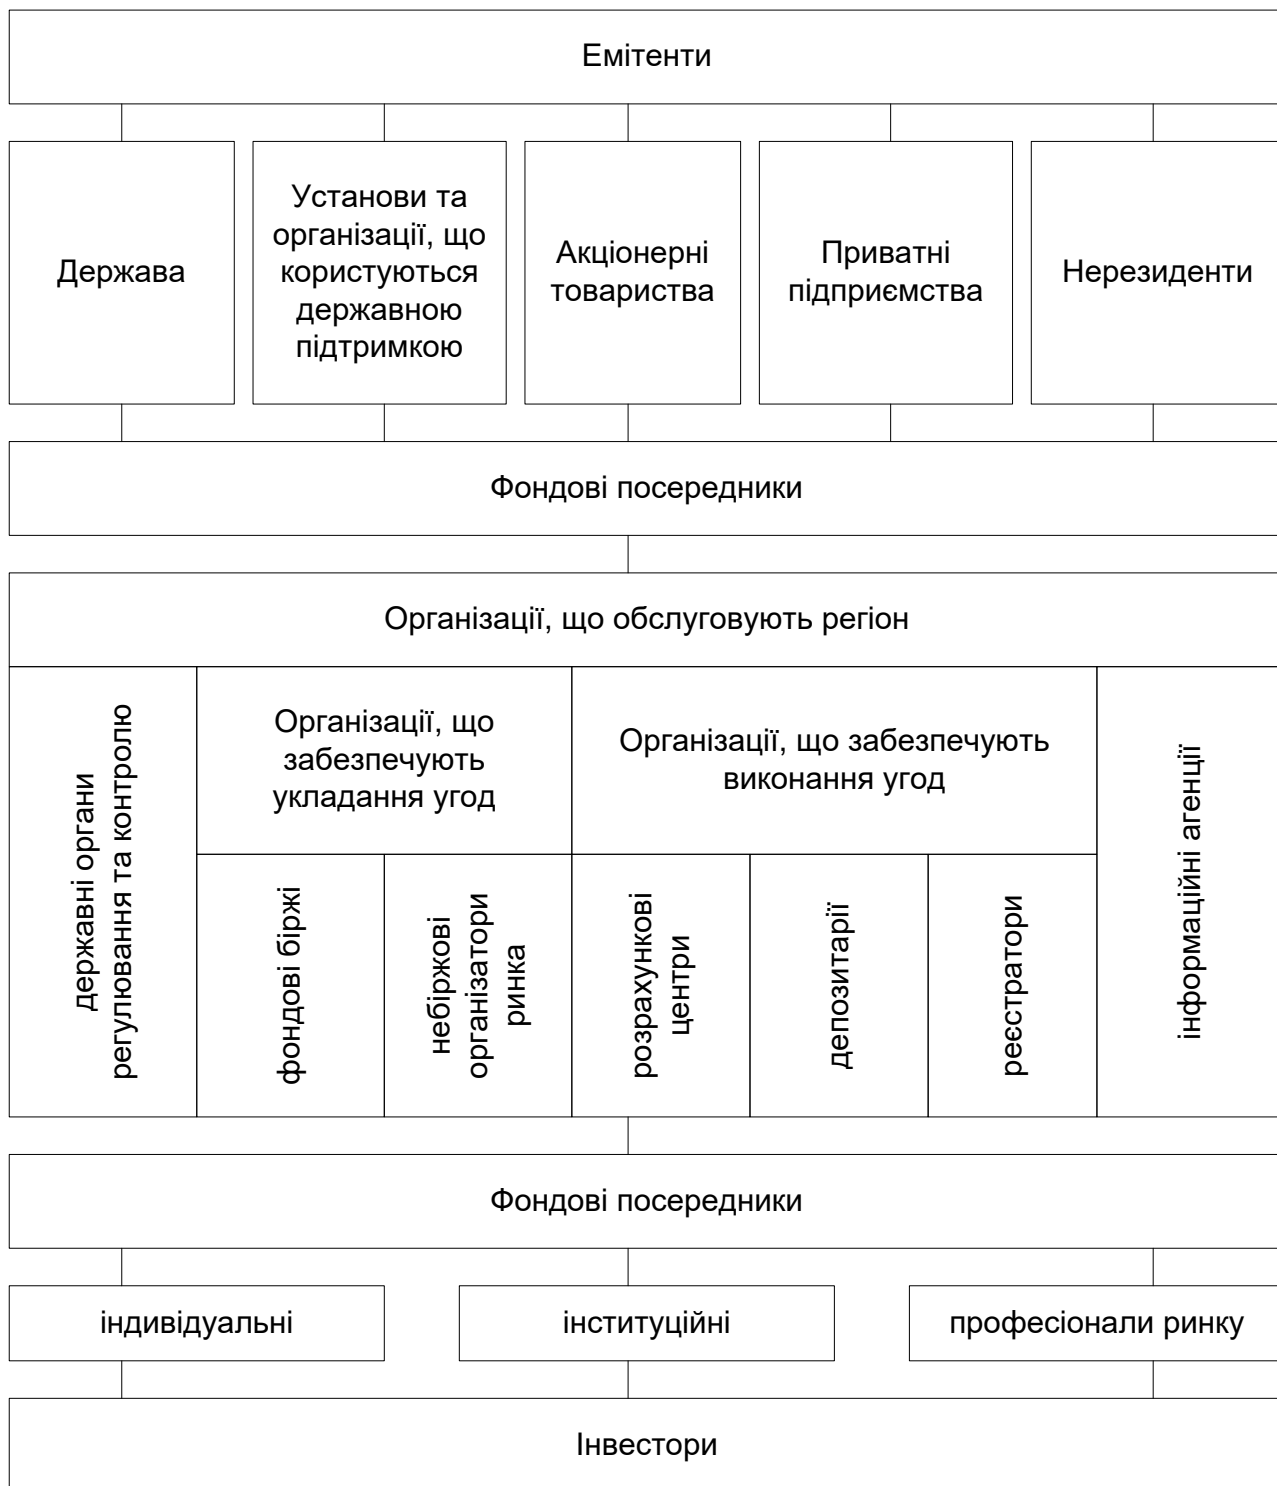 Емітенти
Держава
Установи та
організації, що
користуються
державною
підтримкою
Акціонерні
товариства
Приватні
підприємства
Нерезиденти
Фондові посередники
Організації, що обслуговують регіон
державні органи
регулювання та контролю
Організації, що
забезпечують
укладання угод
фондові біржі
небіржові
організатори
ринка
Організації, що забезпечують
виконання угод
розрахункові
центри
депозитарії
реєстратори
інформаційні агенції
Фондові посередники
індивідуальні
інституційні
професіонали ринку
Інвестори